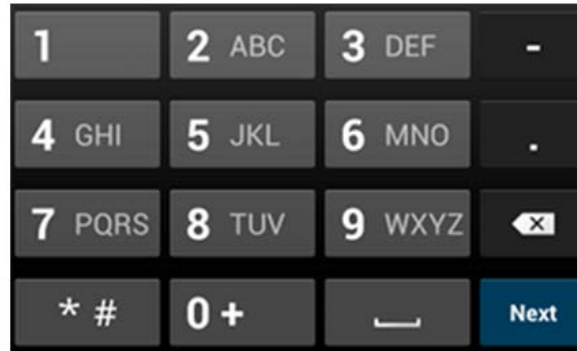 1 2 ABC 3 DEF -
4 GHI 5 JKL 6 MNO .
7 PQRS 8 TUV 9 WXYZ
* # 0 + Next